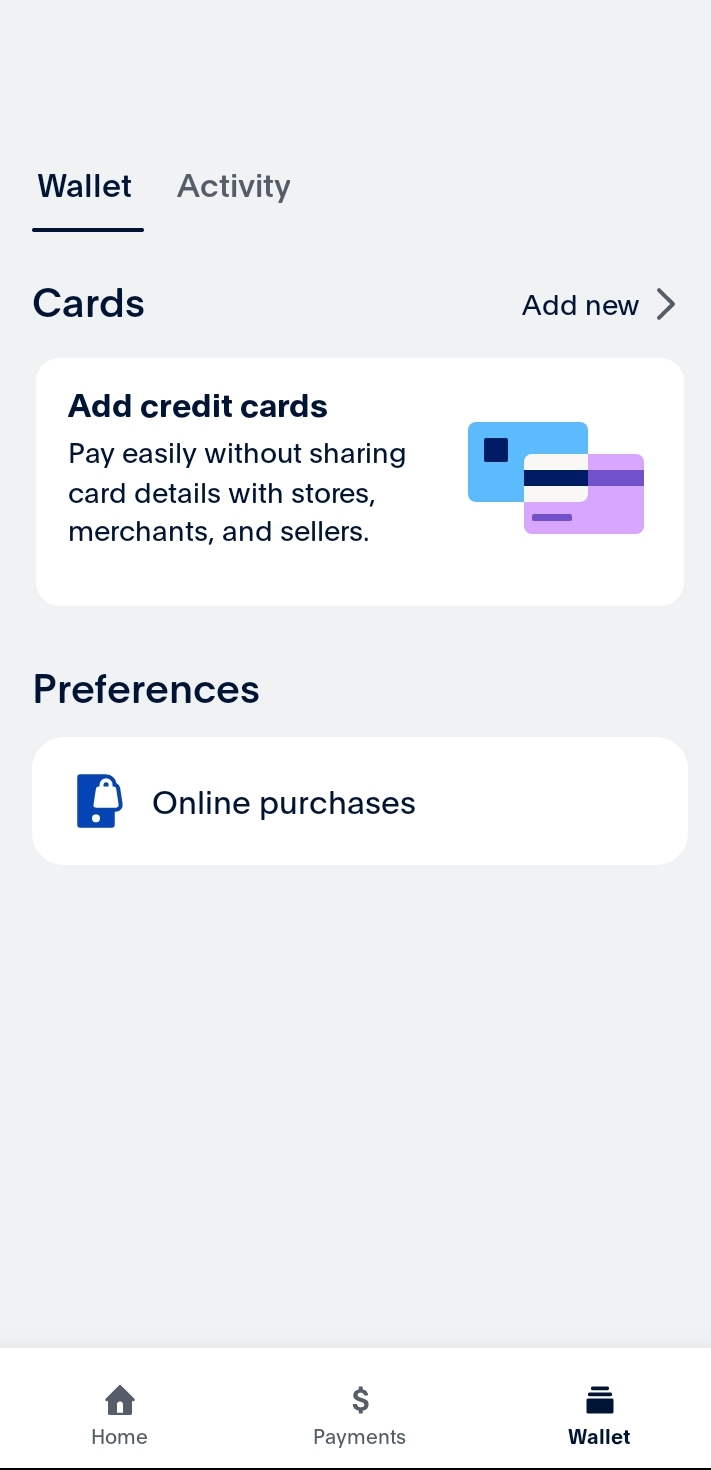 Wallet Activity
Cards Add new
Add credit cards
Pay easily without sharing
card details with stores,
merchants, and sellers.
Preferences
Online purchases
Home Payments Wallet